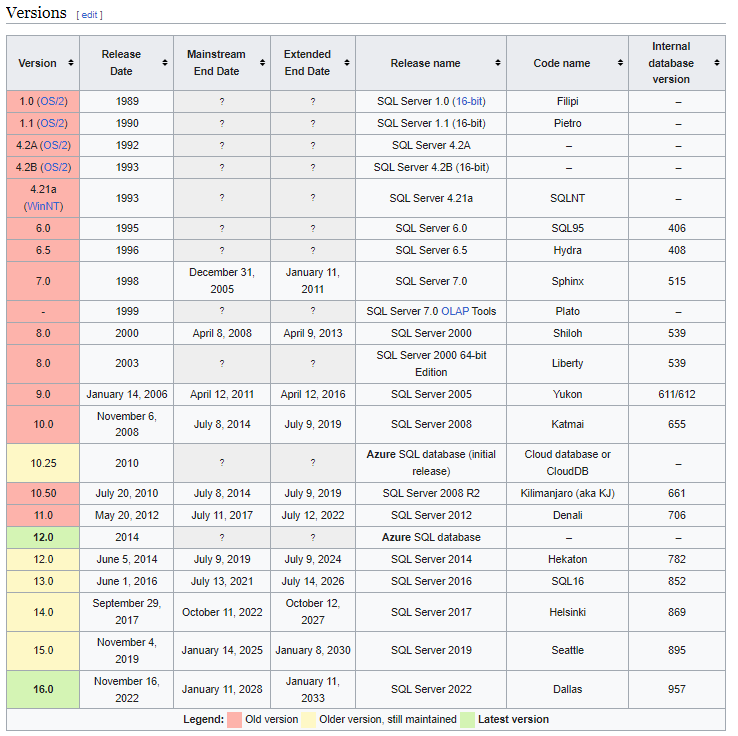 Versions [ edit ]
Version Release Date Mainstream End Date Extended End Date Release name Code name Internal database version
1.0 (OS/2) 1989 ? ? SQL Server 1.0 (16-bit) Filipi –
1.1 (OS/2) 1990 ? ? SQL Server 1.1 (16-bit) Pietro –
4.2A (OS/2) 1992 ? ? SQL Server 4.2A – –
4.2B (OS/2) 1993 ? ? SQL Server 4.2B (16-bit) – –
4.21a (WinNT) 1993 ? ? SQL Server 4.21a SQLNT –
6.0 1995 ? ? SQL Server 6.0 SQL95 406
6.5 1996 ? ? SQL Server 6.5 Hydra 408
7.0 1998 December 31, 2005 January 11, 2011 SQL Server 7.0 Sphinx 515
- 1999 ? ? SQL Server 7.0 OLAP Tools Plato –
8.0 2000 April 8, 2008 April 9, 2013 SQL Server 2000 Shiloh 539
8.0 2003 ? ? SQL Server 2000 64-bit Edition Liberty 539
9.0 January 14, 2006 April 12, 2011 April 12, 2016 SQL Server 2005 Yukon 611/612
10.0 November 6, 2008 July 8, 2014 July 9, 2019 SQL Server 2008 Katmai 655
10.25 2010 ? ? Azure SQL database (initial release) Cloud database or CloudDB –
10.50 July 20, 2010 July 8, 2014 July 9, 2019 SQL Server 2008 R2 Kilimanjaro (aka KJ) 661
11.0 May 20, 2012 July 11, 2017 July 12, 2022 SQL Server 2012 Denali 706
12.0 2014 ? ? Azure SQL database – –
12.0 June 5, 2014 July 9, 2019 July 9, 2024 SQL Server 2014 Hekaton 782
13.0 June 1, 2016 July 13, 2021 July 14, 2026 SQL Server 2016 SQL16 852
14.0 September 29, 2017 October 11, 2022 October 12, 2027 SQL Server 2017 Helsinki 869
15.0 November 4, 2019 January 14, 2025 January 8, 2030 SQL Server 2019 Seattle 895
16.0 November 16, 2022 January 11, 2028 January 11, 2033 SQL Server 2022 Dallas 957
Legend: Old version Older version, still maintained Latest version